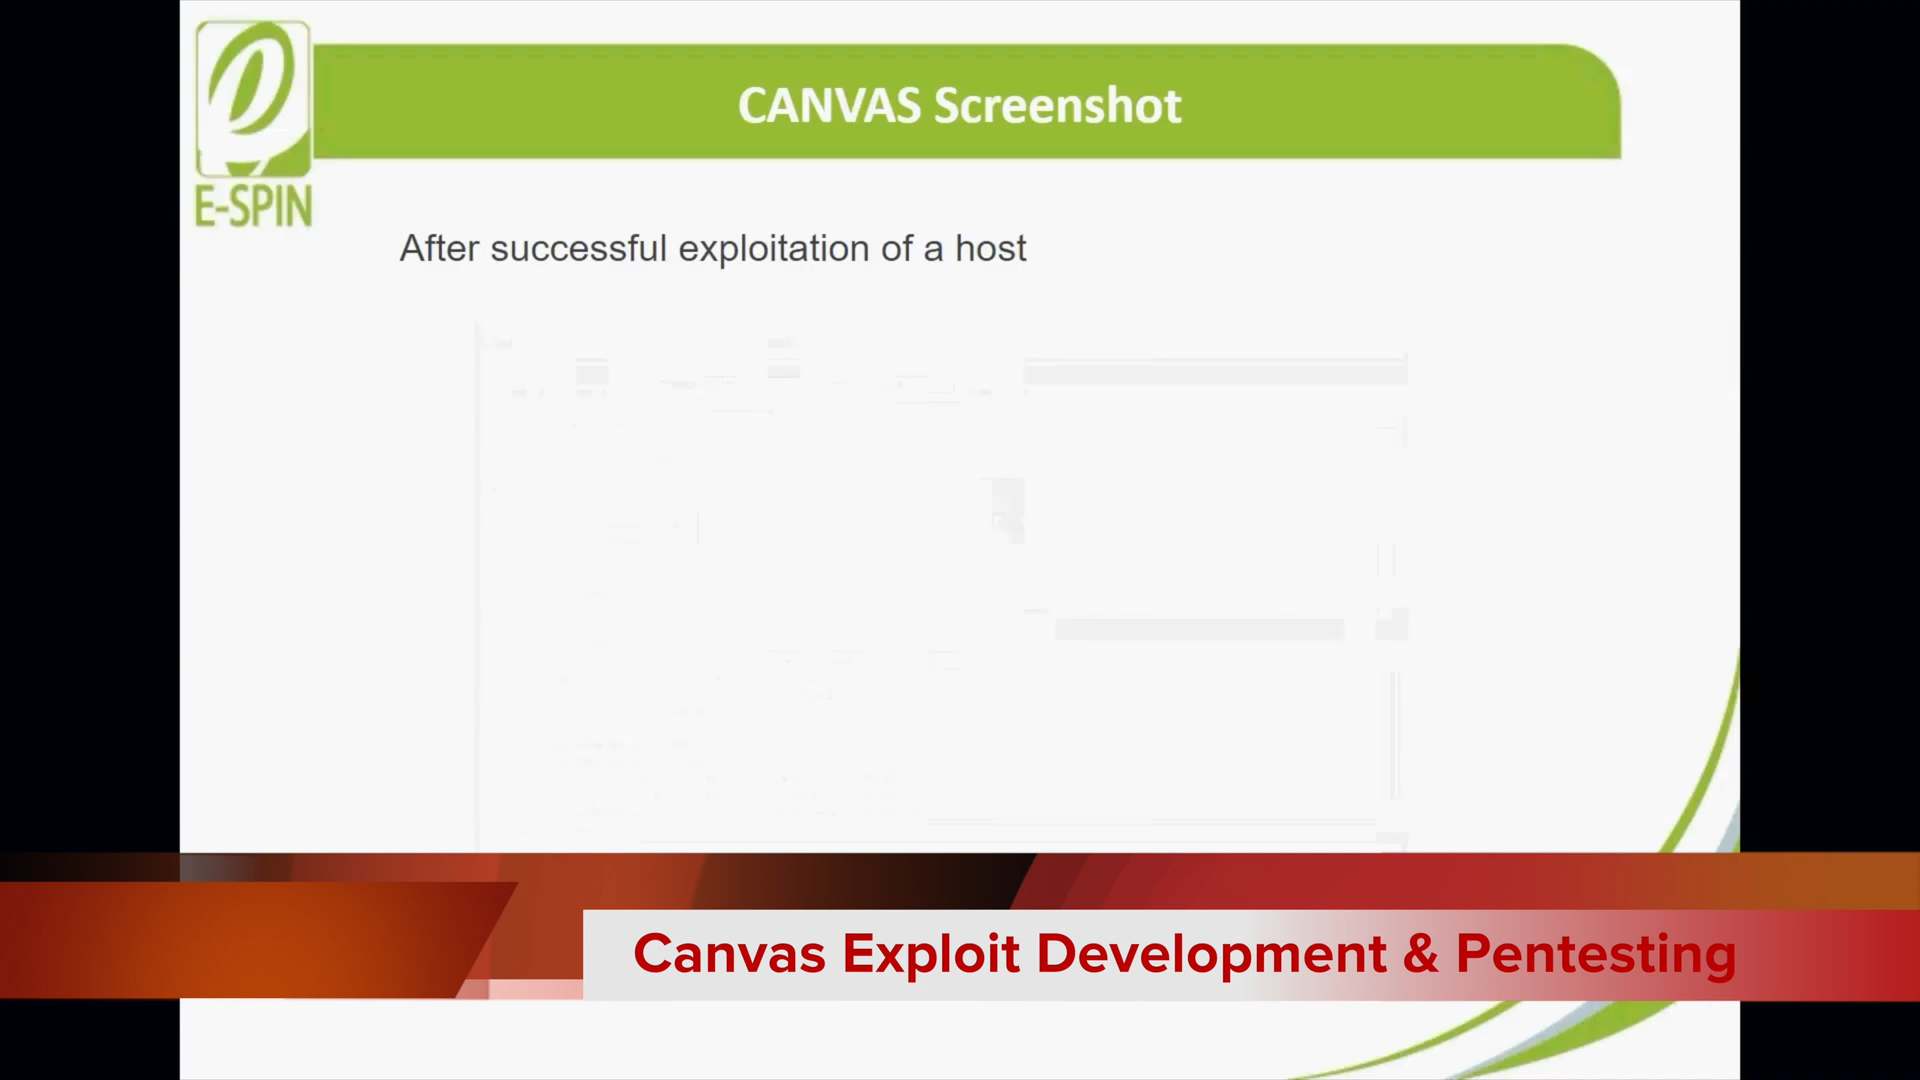 CANVAS Screenshot
E-SPIN
After successful exploitation of a host
Canvas Exploit Development & Pentesting